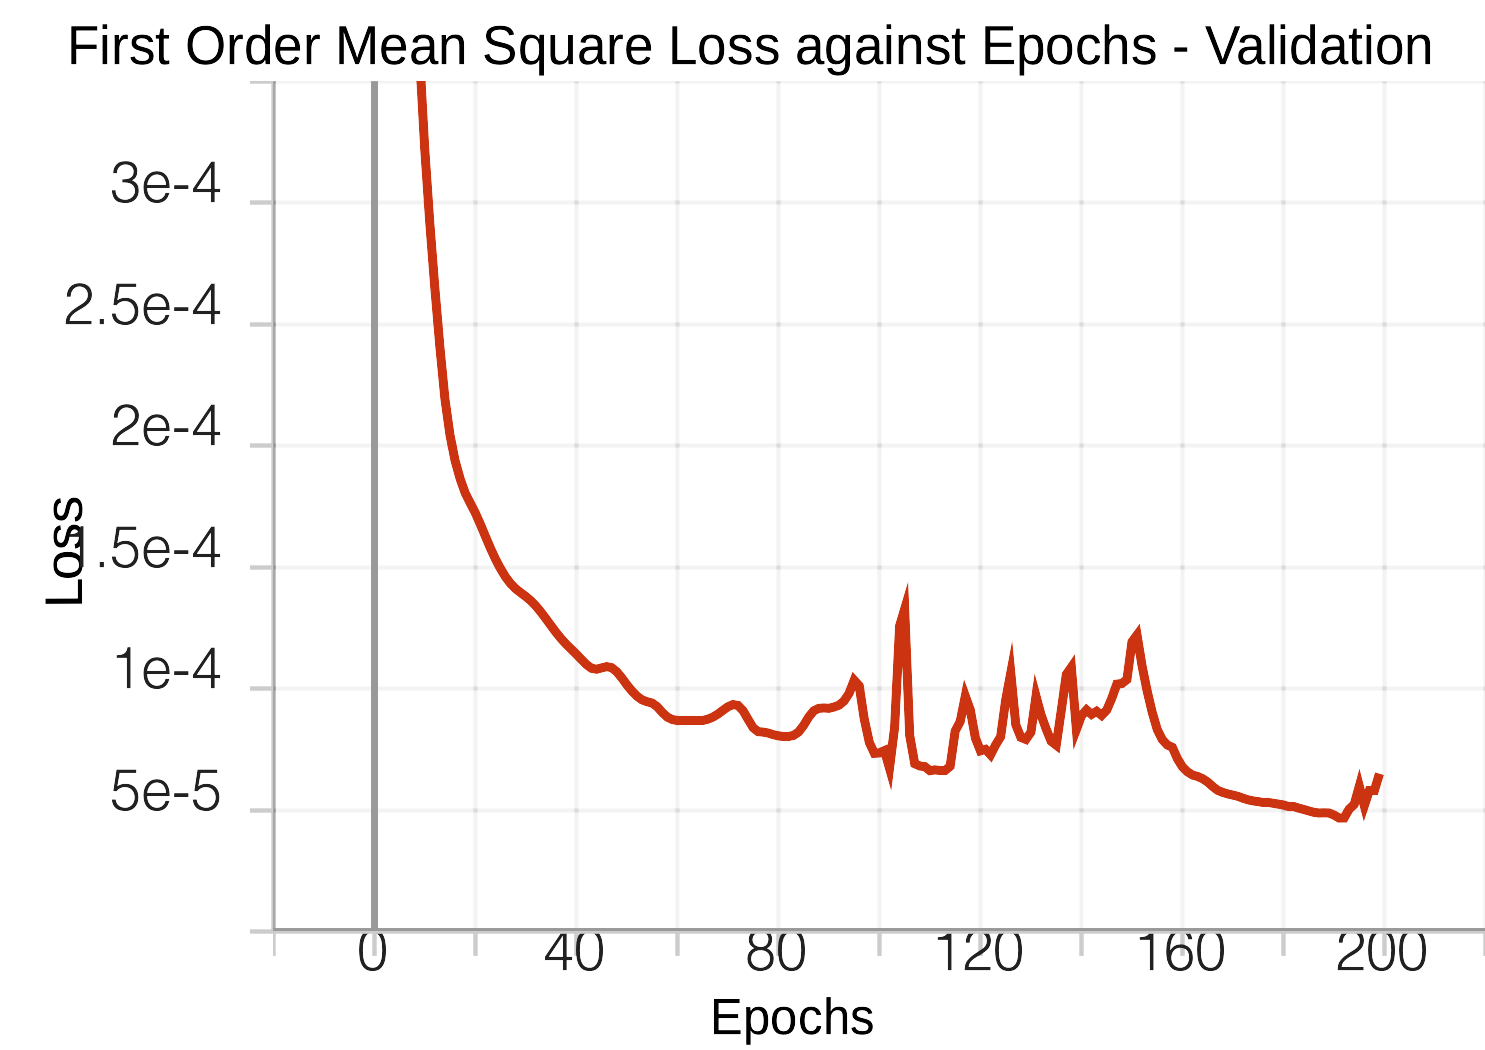 First Order Mean Square Loss against Epochs - Validation
3e-4
2.5e-4
2e-4
Loss
1.5e-4
1e-4
5e-5
0 40 80 120 160 200
Epochs